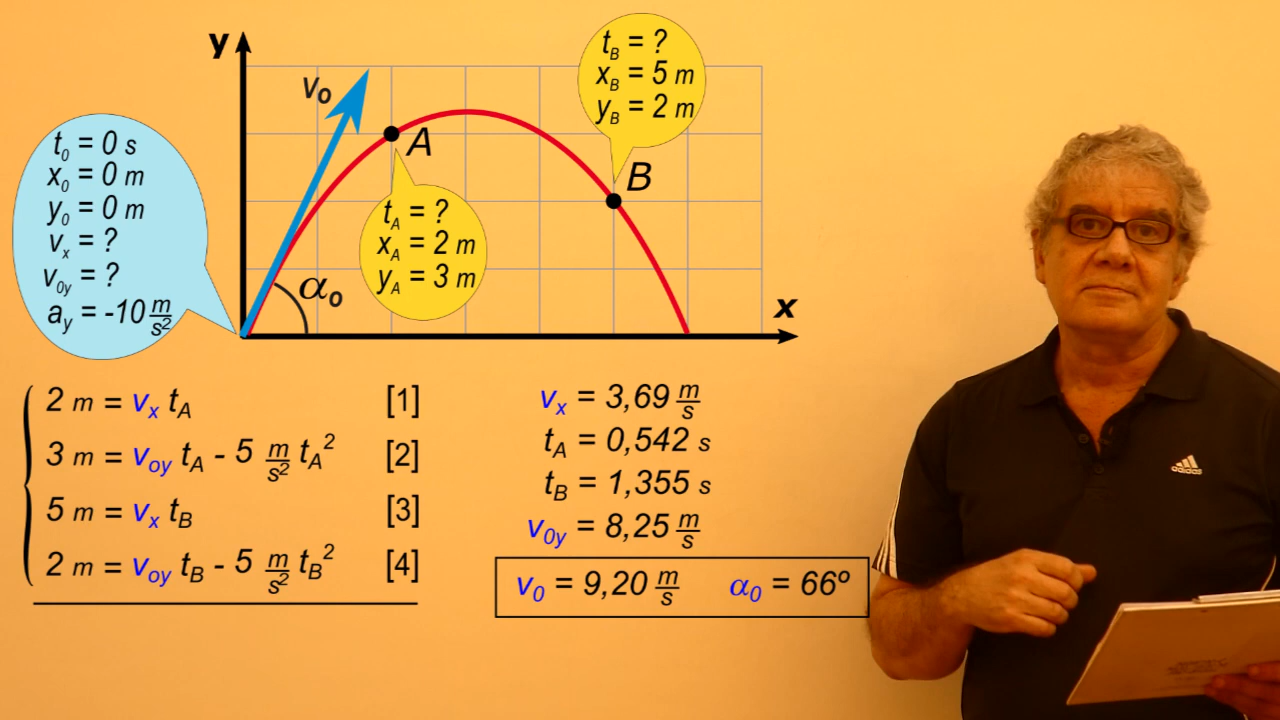 y
v₀
A
B
α₀
x
t₀ = 0 s
x₀ = 0 m
y₀ = 0 m
vₓ = ?
v₀y = ?
ay = -10 m/s²
tA = ?
xA = 2 m
yA = 3 m
tB = ?
xB = 5 m
yB = 2 m
2 m = vₓ tA [1]
3 m = voy tA - 5 m/s² tA² [2]
5 m = vₓ tB [3]
2 m = voy tB - 5 m/s² tB² [4]
vₓ = 3,69 m/s
tA = 0,542 s
tB = 1,355 s
v₀y = 8,25 m/s
v₀ = 9,20 m/s α₀ = 66º
adidas